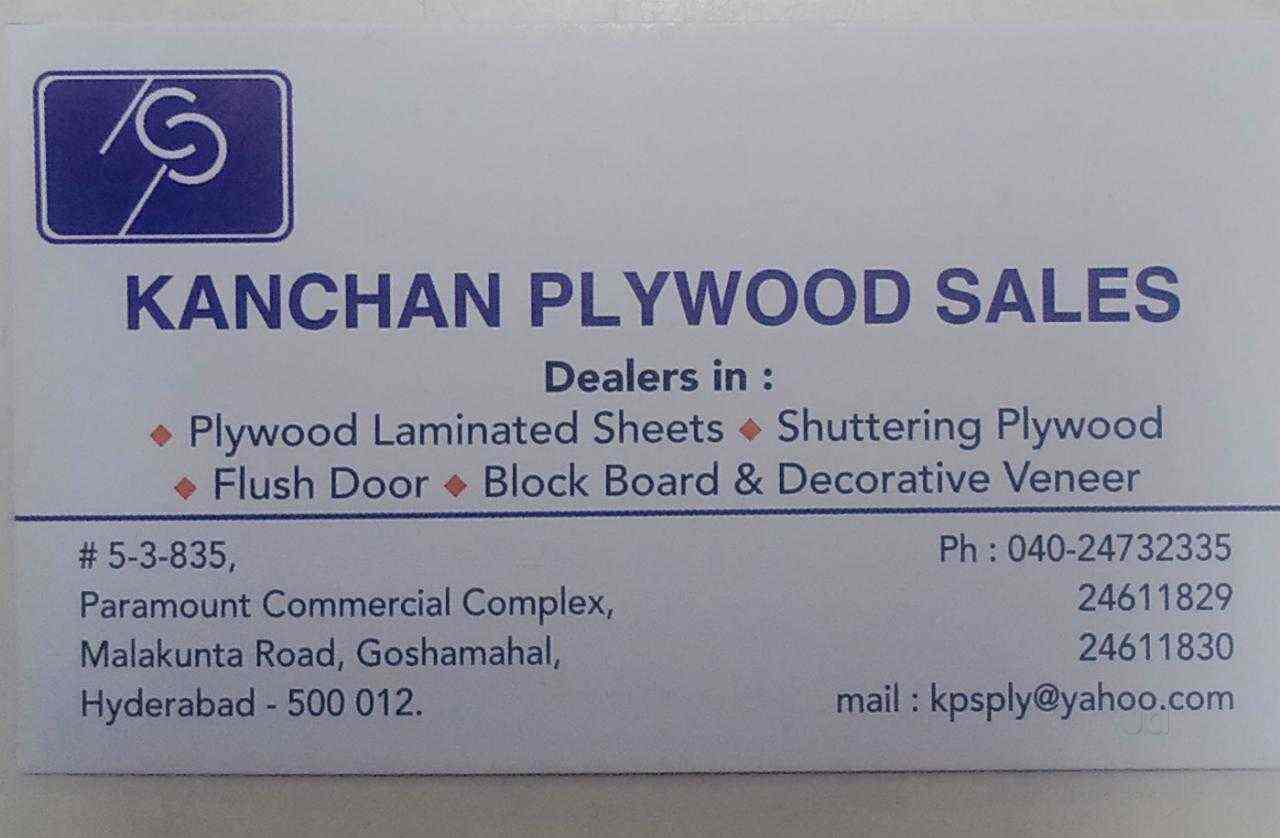 KANCHAN PLYWOOD SALES
Dealers in :
◆ Plywood Laminated Sheets ◆ Shuttering Plywood
◆ Flush Door ◆ Block Board & Decorative Veneer
# 5-3-835,
Paramount Commercial Complex,
Malakunta Road, Goshamahal,
Hyderabad - 500 012.
Ph : 040-24732335
24611829
24611830
mail : kpsply@yahoo.com